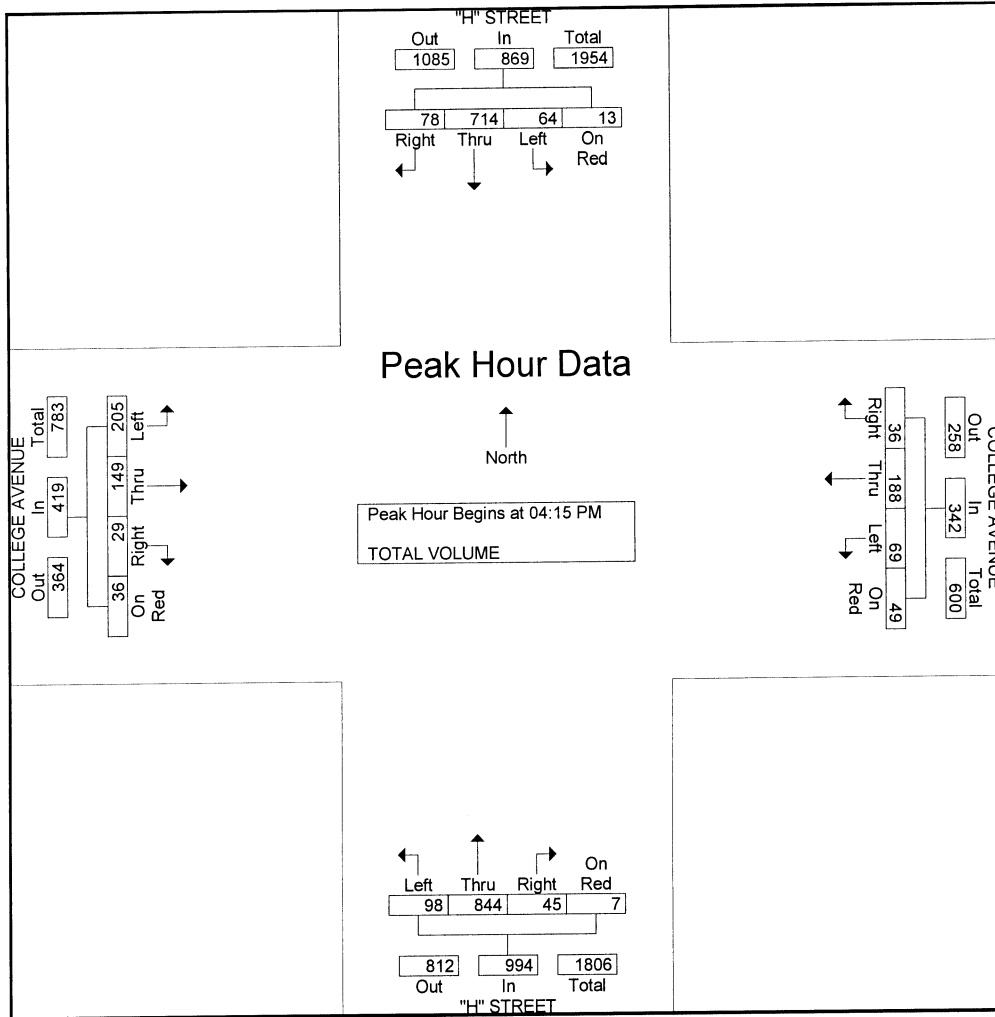 "H" STREET
Out In Total
1085 869 1954
78 714 64 13
Right Thru Left On Red
Peak Hour Data
North
Peak Hour Begins at 04:15 PM
TOTAL VOLUME
COLLEGE AVENUE
Out In Total
364 419 783
205 149 29 36
Left Thru Right On Red
COLLEGE AVENUE
Out In Total
258 342 600
36 188 69 49
Right Thru Left On Red
Left Thru Right On Red
98 844 45 7
812 994 1806
Out In Total
"H" STREET